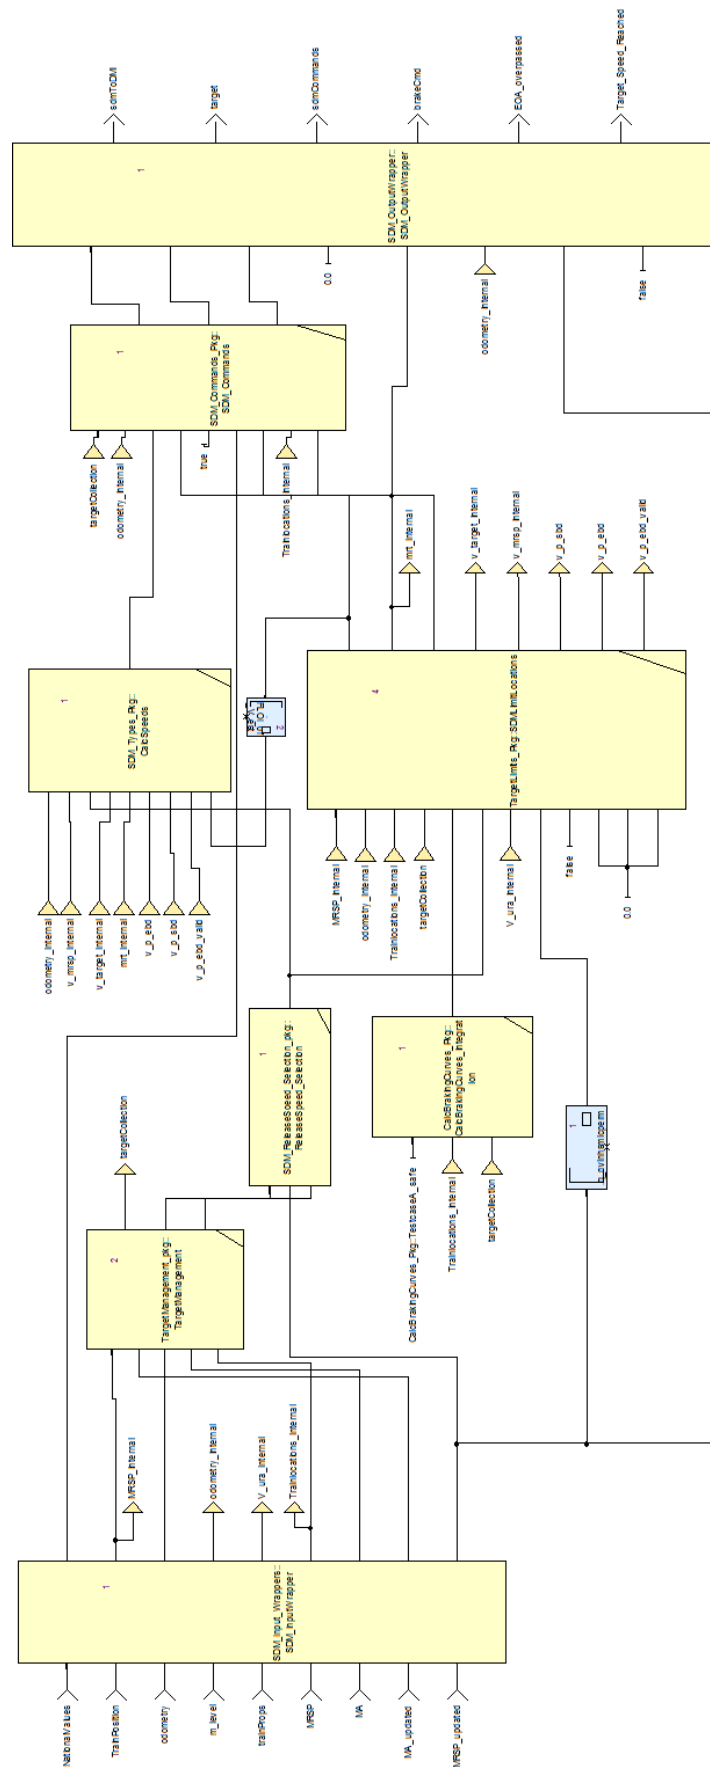 sdmToDMI
target
sdmCommands
brakeCmd
EOA_overpassed
Target_Speed_Reached
1
SDM_OutputWrapper::
SDM_OutputWrapper
0.0
odometry_internal
false
1
SDM_Commands_Pkg::
SDM_Commands
targetCollection
odometry_internal
true
Trainlocations_internal
mrt_internal
v_target_internal
v_mrsp_internal
v_p_sbd
v_p_ebd
v_p_ebd_valid
1
SDM_Types_Pkg::
CalcSpeeds
2
4
TargetLimits_Pkg::SDMLimitLocations
odometry_internal
v_mrsp_internal
v_target_internal
mrt_internal
v_p_ebd
v_p_sbd
v_p_ebd_valid
MRSP_internal
odometry_internal
Trainlocations_internal
targetCollection
V_ura_internal
false
0.0
1
SDM_ReleaseSpeed_Selection_pkg::
ReleaseSpeed_Selection
1
CalcBrakingCurves_Pkg::
CalcBrakingCurves_integrat
ion
targetCollection
CalcBrakingCurves_Pkg::TestcaseA_safe
Trainlocations_internal
targetCollection
1
q_nvinhsmicperm
2
TargetManagement_pkg::
TargetManagement
MRSP_internal
odometry_internal
V_ura_internal
Trainlocations_internal
1
SDM_Input_Wrappers::
SDM_InputWrapper
NationalValues
TrainPosition
odometry
m_level
trainProps
MRSP
MA
MA_updated
MRSP_updated